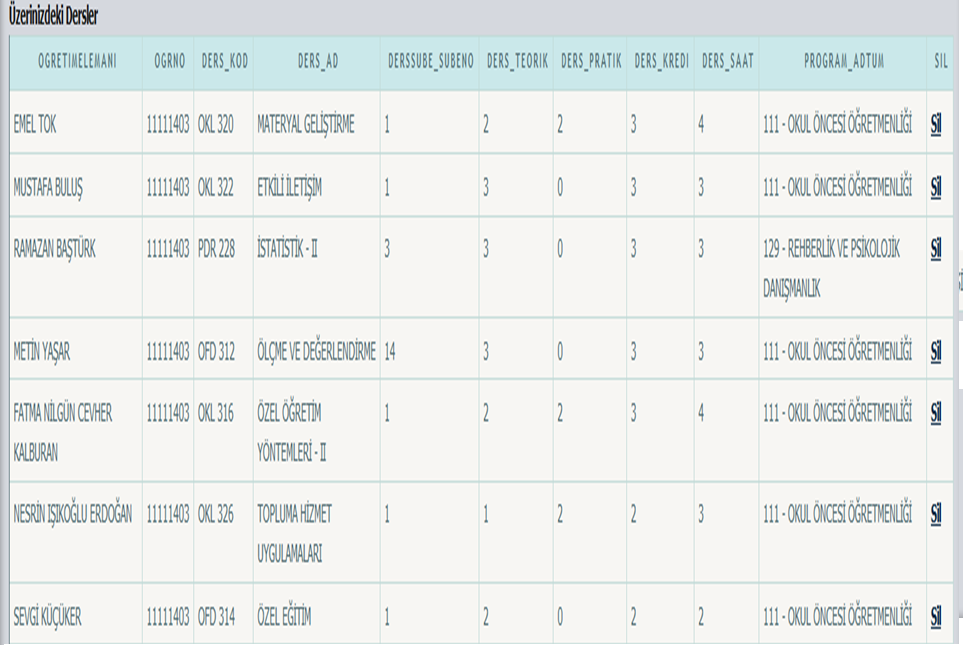 Üzerinizdeki Dersler
OGRETIMELEMANI OGRNO DERS_KOD DERS_AD DERSSUBE_SUBENO DERS_TEORIK DERS_PRATIK DERS_KREDI DERS_SAAT PROGRAM_ADTUM SIL
EMEL TOK 11111403 OKL 320 MATERYAL GELİŞTİRME 1 2 2 3 4 111 - OKUL ÖNCESİ ÖĞRETMENLİĞİ Sil
MUSTAFA BULUŞ 11111403 OKL 322 ETKİLİ İLETİŞİM 1 3 0 3 3 111 - OKUL ÖNCESİ ÖĞRETMENLİĞİ Sil
RAMAZAN BAŞTÜRK 11111403 PDR 228 İSTATİSTİK - II 3 3 0 3 3 129 - REHBERLİK VE PSİKOLOJİK Sil
DANIŞMANLIK
METİN YAŞAR 11111403 OFD 312 ÖLÇME VE DEĞERLENDİRME 14 3 0 3 3 111 - OKUL ÖNCESİ ÖĞRETMENLİĞİ Sil
FATMA NİLGÜN CEVHER 11111403 OKL 316 ÖZEL ÖĞRETİM 1 2 2 3 4 111 - OKUL ÖNCESİ ÖĞRETMENLİĞİ Sil
KALBURAN YÖNTEMLERİ - II
NESRİN IŞIKOĞLU ERDOĞAN 11111403 OKL 326 TOPLUMA HİZMET 1 1 2 2 3 111 - OKUL ÖNCESİ ÖĞRETMENLİĞİ Sil
UYGULAMALARI
SEVGİ KÜÇÜKER 11111403 OFD 314 ÖZEL EĞİTİM 1 2 0 2 2 111 - OKUL ÖNCESİ ÖĞRETMENLİĞİ Sil